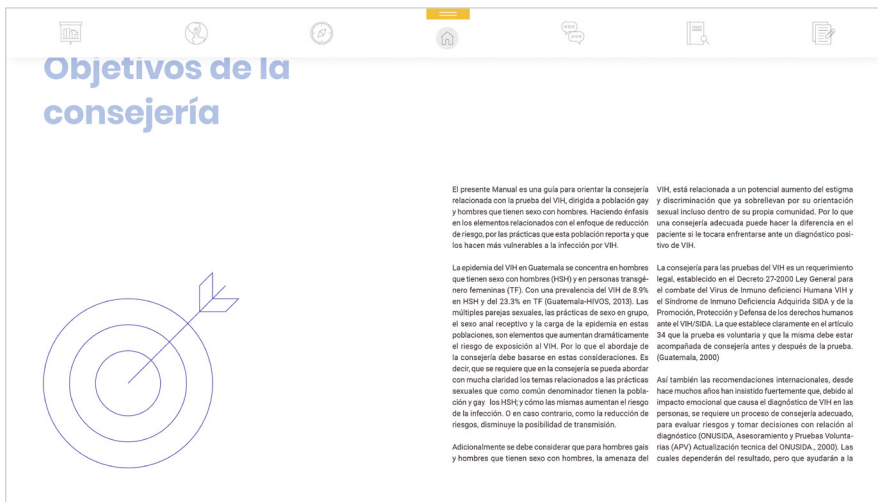 Objetivos de la
consejería
El presente Manual es una guía para orientar la consejería
relacionada con la prueba del VIH, dirigida a población gay
y hombres que tienen sexo con hombres. Haciendo énfasis
en los elementos relacionados con el enfoque de reducción
de riesgo, por las prácticas que esta población reporta y que
los hacen más vulnerables a la infección por VIH.
La epidemia del VIH en Guatemala se concentra en hombres
que tienen sexo con hombres (HSH) y en personas transgé-
nero femeninas (TF). Con una prevalencia del VIH de 8.9%
en HSH y del 23.3% en TF (Guatemala-HIVOS, 2013). Las
múltiples parejas sexuales, las prácticas de sexo en grupo,
el sexo anal receptivo y la carga de la epidemia en estas
poblaciones, son elementos que aumentan dramáticamente
el riesgo de exposición al VIH. Por lo que el abordaje de
la consejería debe basarse en estas consideraciones. Es
decir, que se requiere que en la consejería se pueda abordar
con mucha claridad los temas relacionados a las prácticas
sexuales que como común denominador tienen la pobla-
ción y gay los HSH; y cómo las mismas aumentan el riesgo
de la infección. O en caso contrario, como la reducción de
riesgos, disminuye la posibilidad de transmisión.
Adicionalmente se debe considerar que para hombres gais
y hombres que tienen sexo con hombres, la amenaza del
VIH, está relacionada a un potencial aumento del estigma
y discriminación que ya sobrellevan por su orientación
sexual incluso dentro de su propia comunidad. Por lo que
una consejería adecuada puede hacer la diferencia en el
paciente si le tocara enfrentarse ante un diagnóstico posi-
tivo de VIH.
La consejería para las pruebas del VIH es un requerimiento
legal, establecido en el Decreto 27-2000 Ley General para
el combate del Virus de Inmuno deficienci Humana VIH y
el Síndrome de Inmuno Deficiencia Adquirida SIDA y de la
Promoción, Protección y Defensa de los derechos humanos
ante el VIH/SIDA. La que establece claramente en el artículo
34 que la prueba es voluntaria y que la misma debe estar
acompañada de consejería antes y después de la prueba.
(Guatemala, 2000)
Así también las recomendaciones internacionales, desde
hace muchos años han insistido fuertemente que, debido al
impacto emocional que causa el diagnóstico de VIH en las
personas, se requiere un proceso de consejería adecuado,
para evaluar riesgos y tomar decisiones con relación al
diagnóstico (ONUSIDA, Asesoramiento y Pruebas Volunta-
rias (APV) Actualización tecnica del ONUSIDA., 2000). Las
cuales dependerán del resultado, pero que ayudarán a la